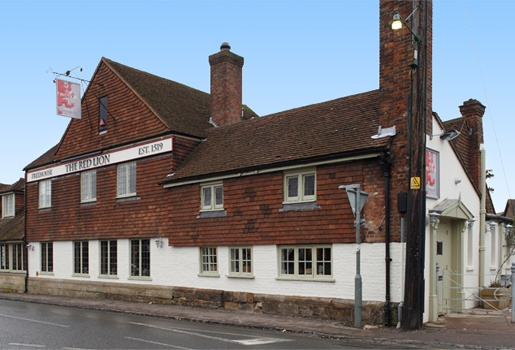 FREEHOUSE THE RED LION EST. 1519